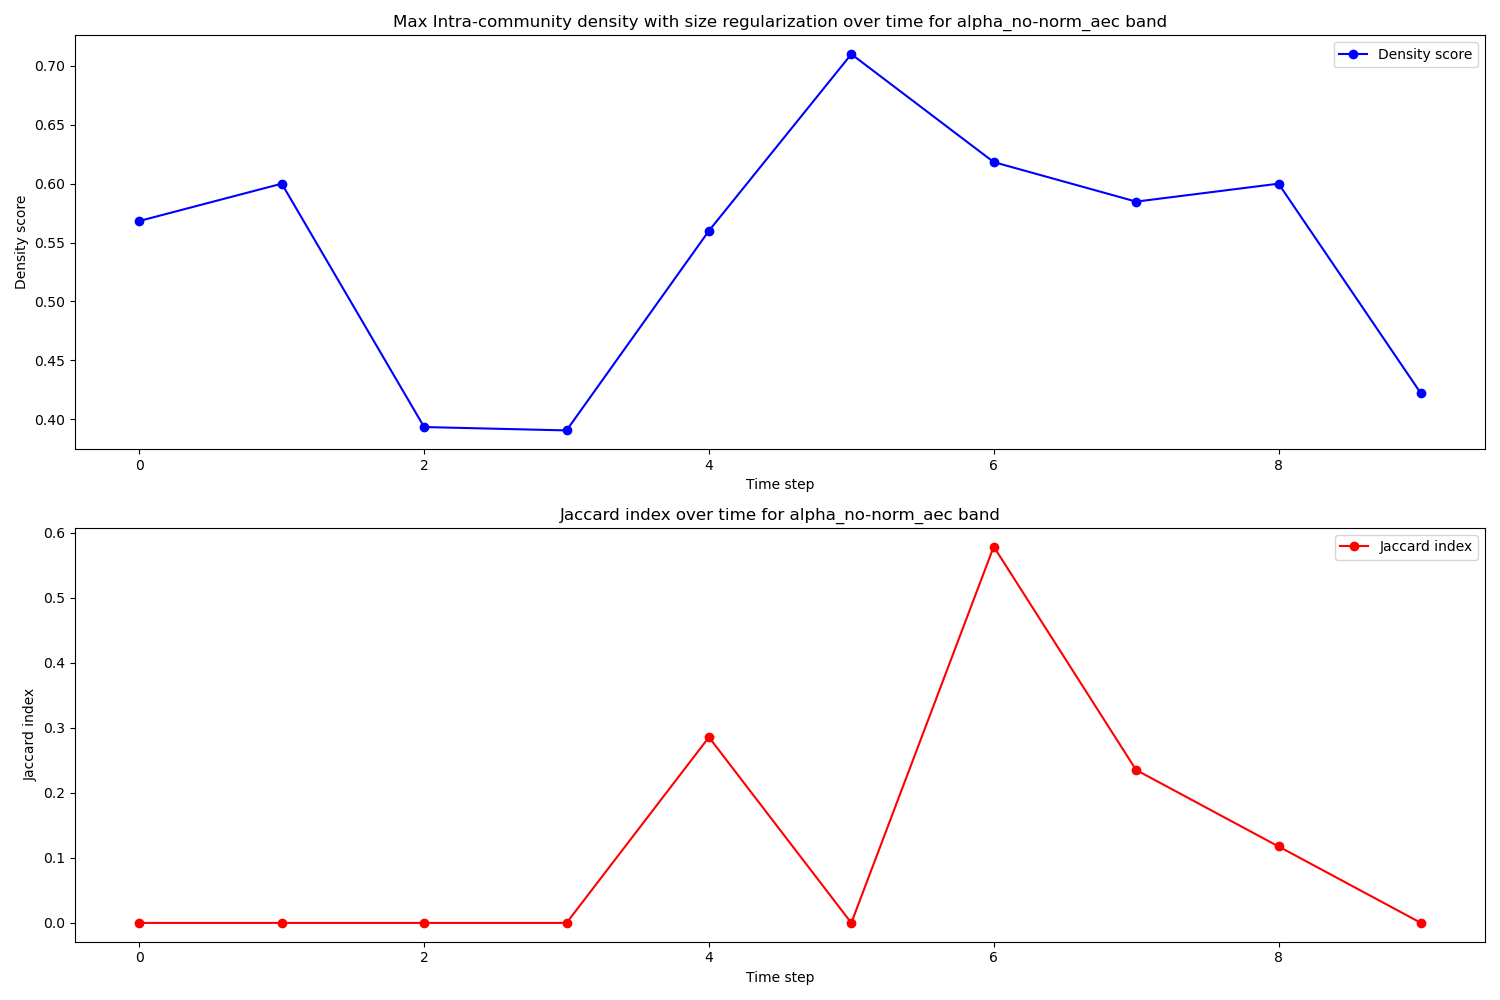 Max Intra-community density with size regularization over time for alpha_no-norm_aec band
Density score
0.70
0.65
0.60
0.55
0.50
0.45
0.40
Density score
0 2 4 6 8
Time step
Jaccard index over time for alpha_no-norm_aec band
Jaccard index
0.6
0.5
0.4
0.3
0.2
0.1
0.0
Jaccard index
0 2 4 6 8
Time step